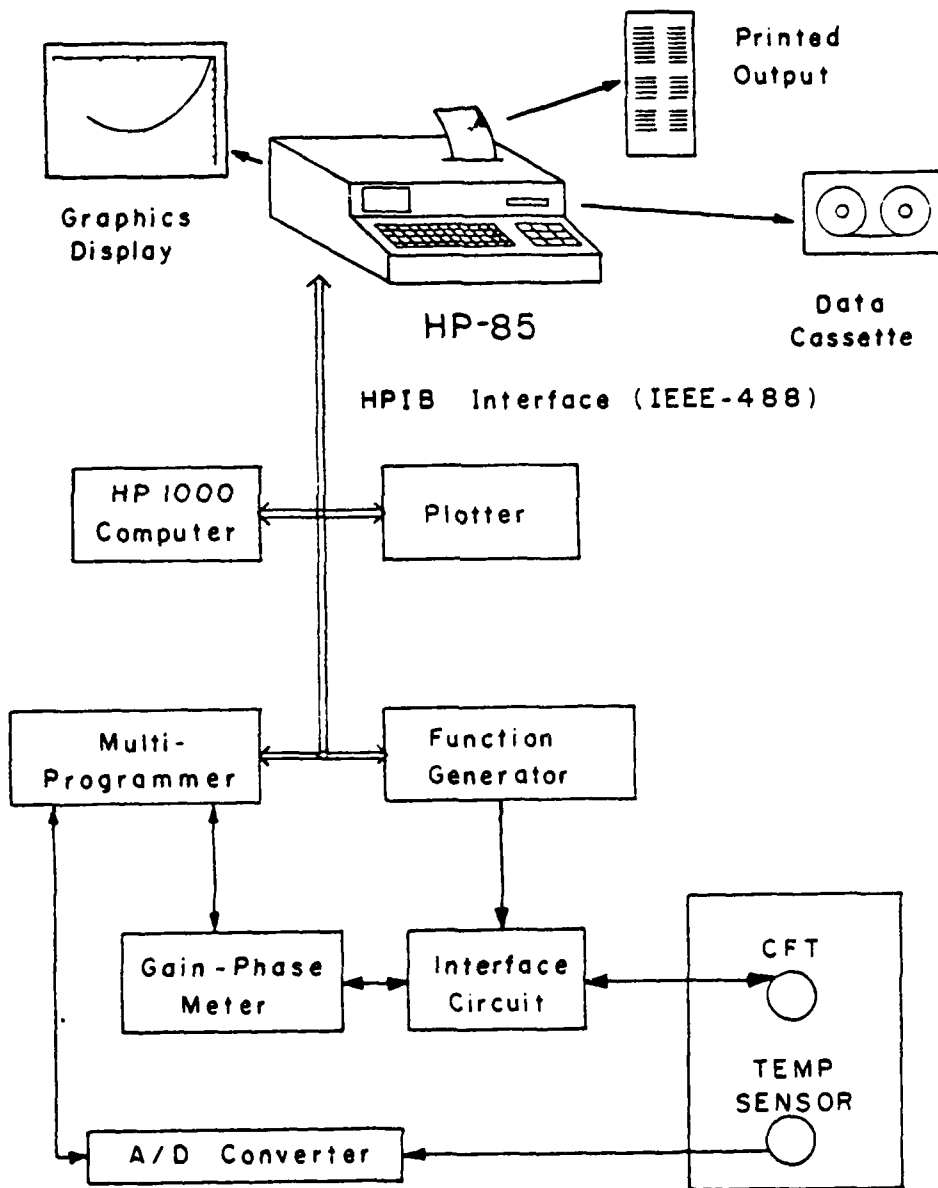 Printed
Output
Graphics
Display
Data
Cassette
HP-85
HPIB Interface (IEEE-488)
HP 1000
Computer
Plotter
Multi-
Programmer
Function
Generator
Gain-Phase
Meter
Interface
Circuit
CFT
TEMP
SENSOR
A/D Converter